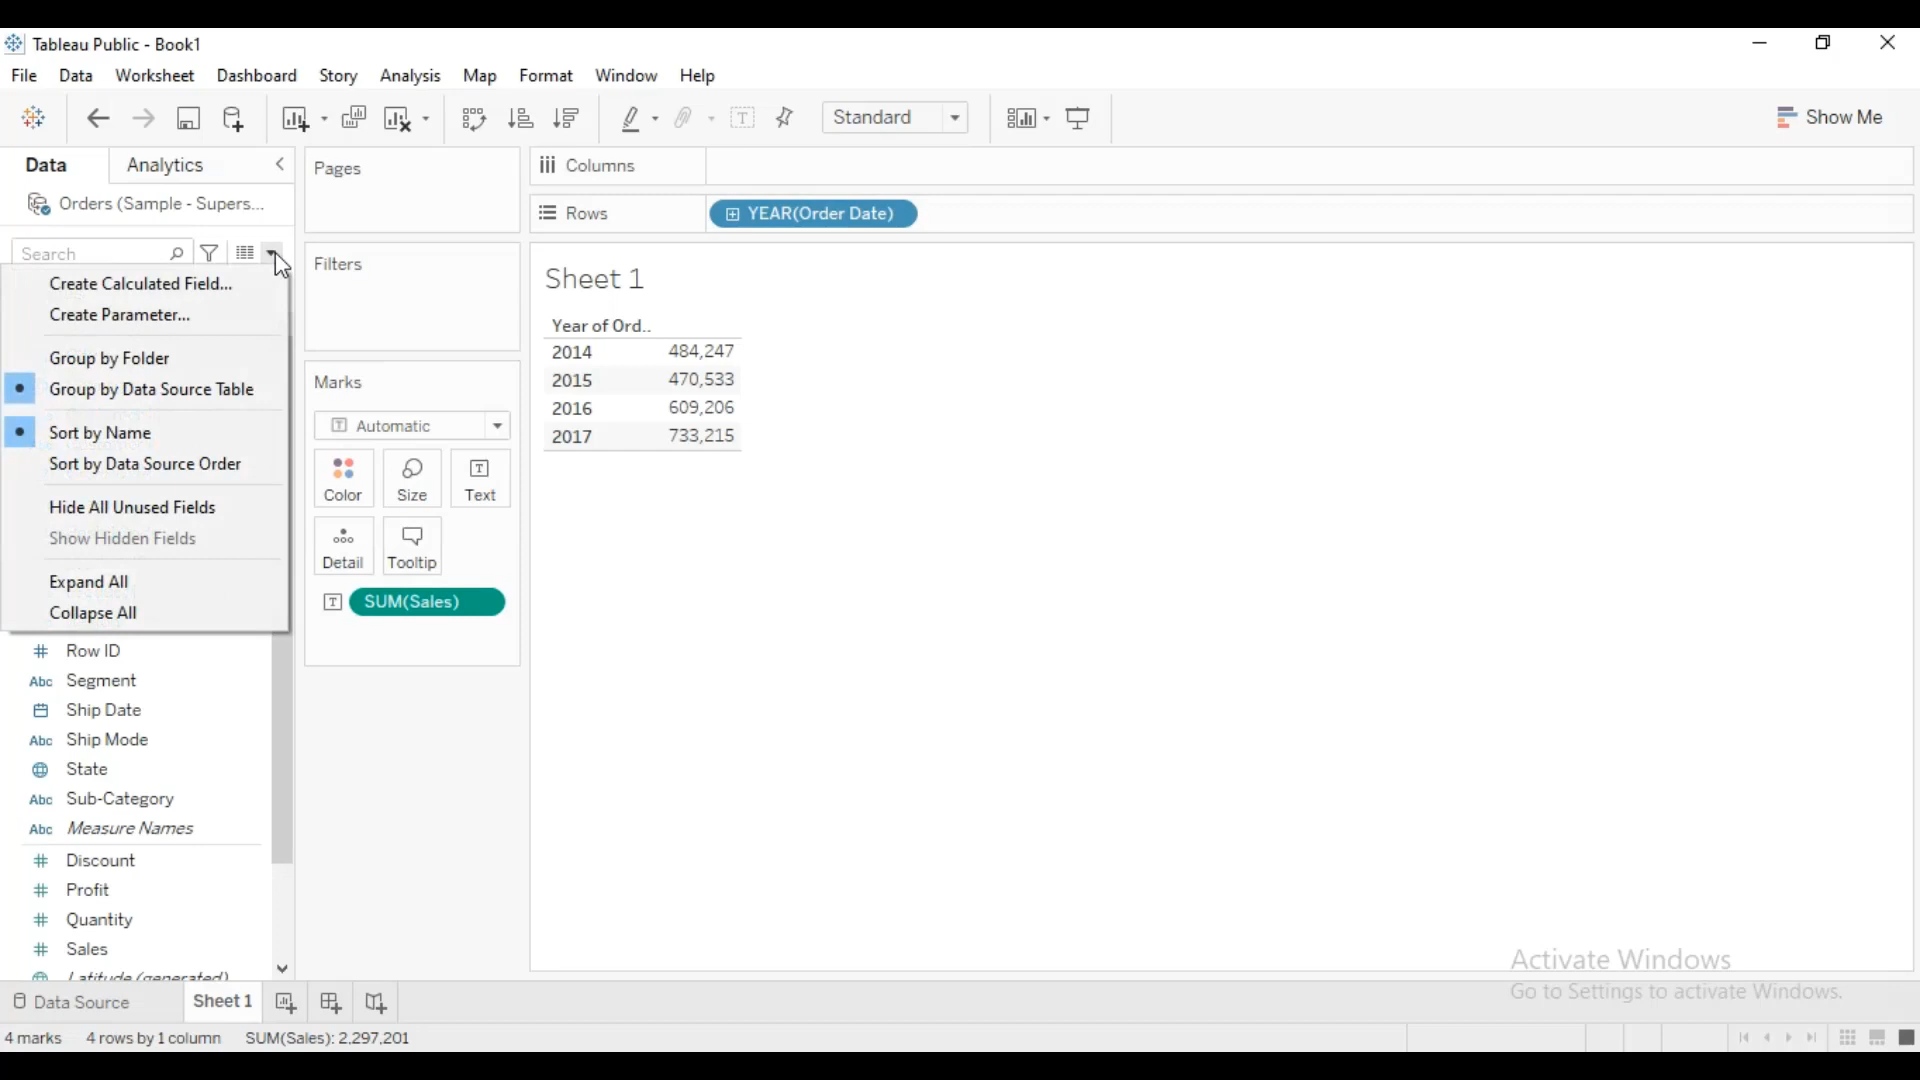 Tableau Public - Book1
File Data Worksheet Dashboard Story Analysis Map Format Window Help
Standard
Show Me
Data Analytics
Orders (Sample - Supers...
Search
Create Calculated Field...
Create Parameter...
Group by Folder
Group by Data Source Table
Sort by Name
Sort by Data Source Order
Hide All Unused Fields
Show Hidden Fields
Expand All
Collapse All
# Row ID
Abc Segment
Ship Date
Abc Ship Mode
State
Abc Sub-Category
Abc Measure Names
# Discount
# Profit
# Quantity
# Sales
Latitude (generated)
Pages
Filters
Marks
T Automatic
Color Size Text
Detail Tooltip
SUM(Sales)
Columns
Rows YEAR(Order Date)
Sheet 1
Year of Ord..
2014 484,247
2015 470,533
2016 609,206
2017 733,215
Activate Windows
Go to Settings to activate Windows.
Data Source Sheet 1
4 marks 4 rows by 1 column SUM(Sales): 2,297,201